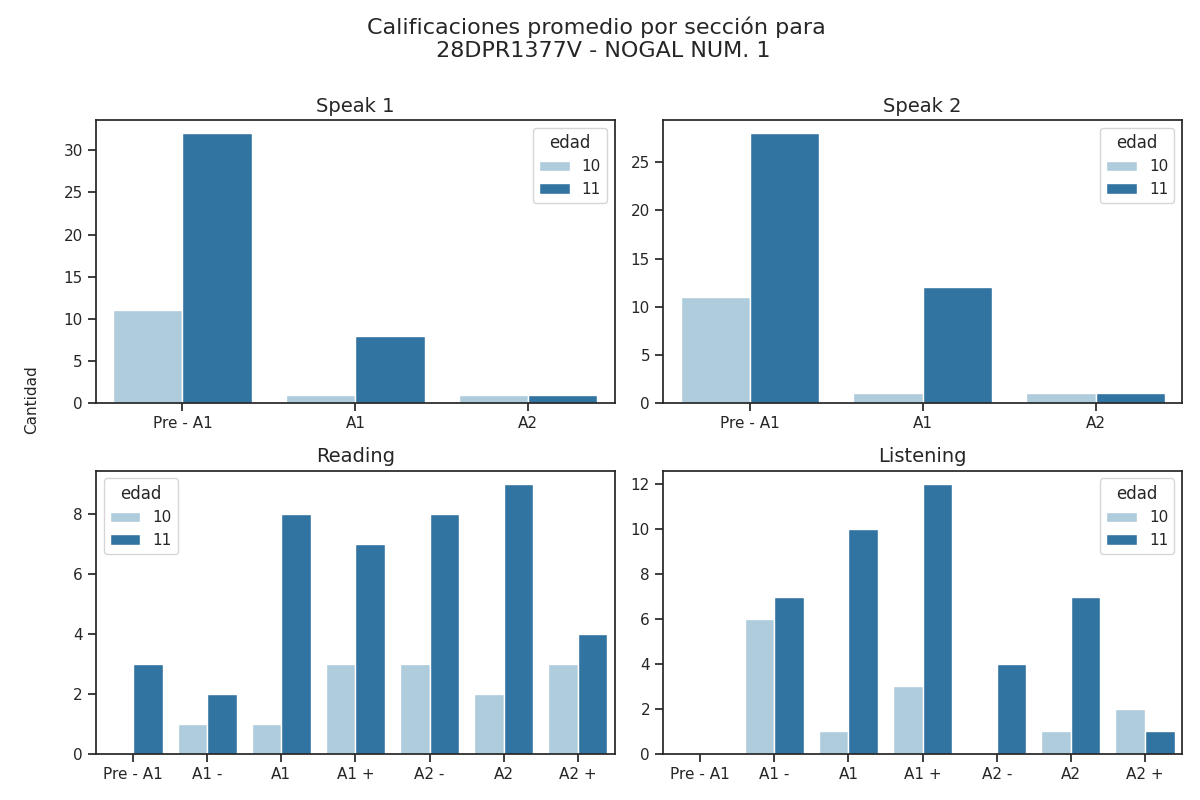 Calificaciones promedio por sección para
28DPR1377V - NOGAL NUM. 1
Cantidad
Speak 1
30
25
20
15
10
5
0
Pre - A1 A1 A2
edad
10
11
Speak 2
25
20
15
10
5
0
Pre - A1 A1 A2
edad
10
11
Reading
8
6
4
2
0
Pre - A1 A1 - A1 A1 + A2 - A2 A2 +
edad
10
11
Listening
12
10
8
6
4
2
0
Pre - A1 A1 - A1 A1 + A2 - A2 A2 +
edad
10
11